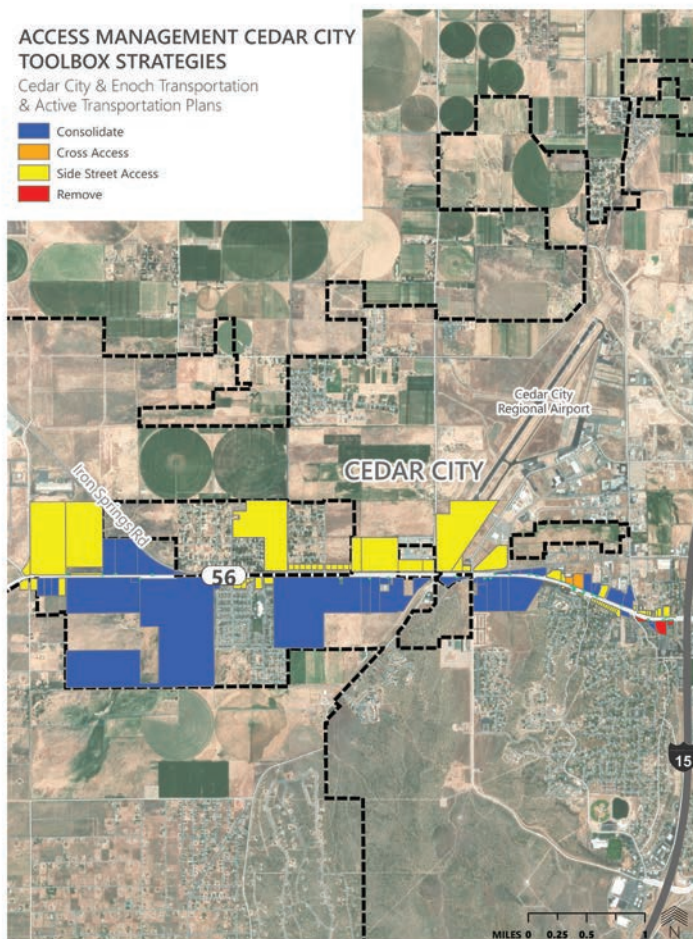 ACCESS MANAGEMENT CEDAR CITY
TOOLBOX STRATEGIES
Cedar City & Enoch Transportation
& Active Transportation Plans
Consolidate
Cross Access
Side Street Access
Remove
Cedar City
Regional Airport
CEDAR CITY
Iron Springs Rd
56
15
MILES 0 0.25 0.5 1
N